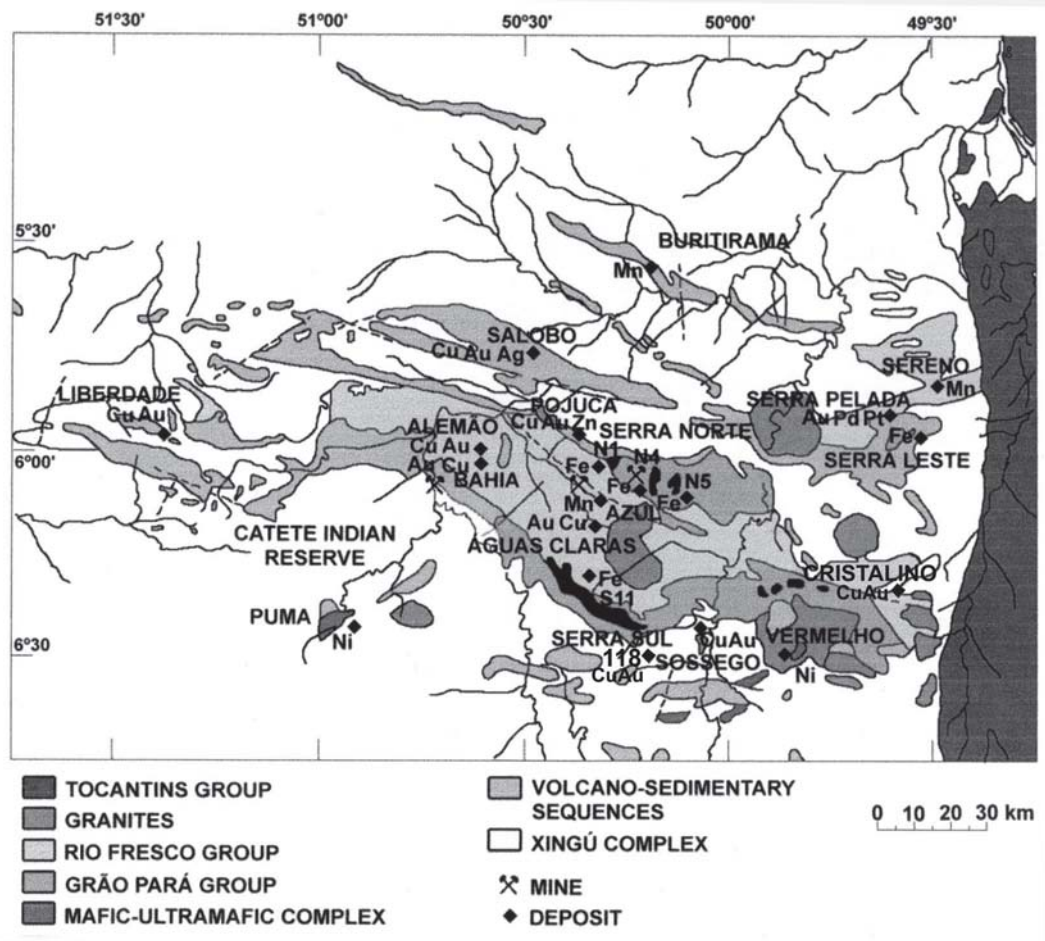 51°30' 51°00' 50°30' 50°00' 49°30'
5°30'
BURITIRAMA
Mn
SALOBO
Cu Au Ag
SERENO
Mn
LIBERDADE
Cu Au
SERRA PELADA
Au Pd Pt
POJUCA
Cu Au Zn
ALEMÃO
Cu Au
SERRA NORTE
Fe
SERRA LESTE
6°00'
Au Cu
BAHIA
N1
N4
Fe
Fe
N5
Fe
Mn
AZUL
Au Cu
ÁGUAS CLARAS
CATETE INDIAN
RESERVE
Fe
S11
CRISTALINO
CuAu
PUMA
Ni
SERRA SUL
CuAu
VERMELHO
6°30
118
SOSSEGO
CuAu
Ni
TOCANTINS GROUP
GRANITES
RIO FRESCO GROUP
GRÃO PARÁ GROUP
MAFIC-ULTRAMAFIC COMPLEX
VOLCANO-SEDIMENTARY
SEQUENCES
XINGÚ COMPLEX
MINE
DEPOSIT
0 10 20 30 km